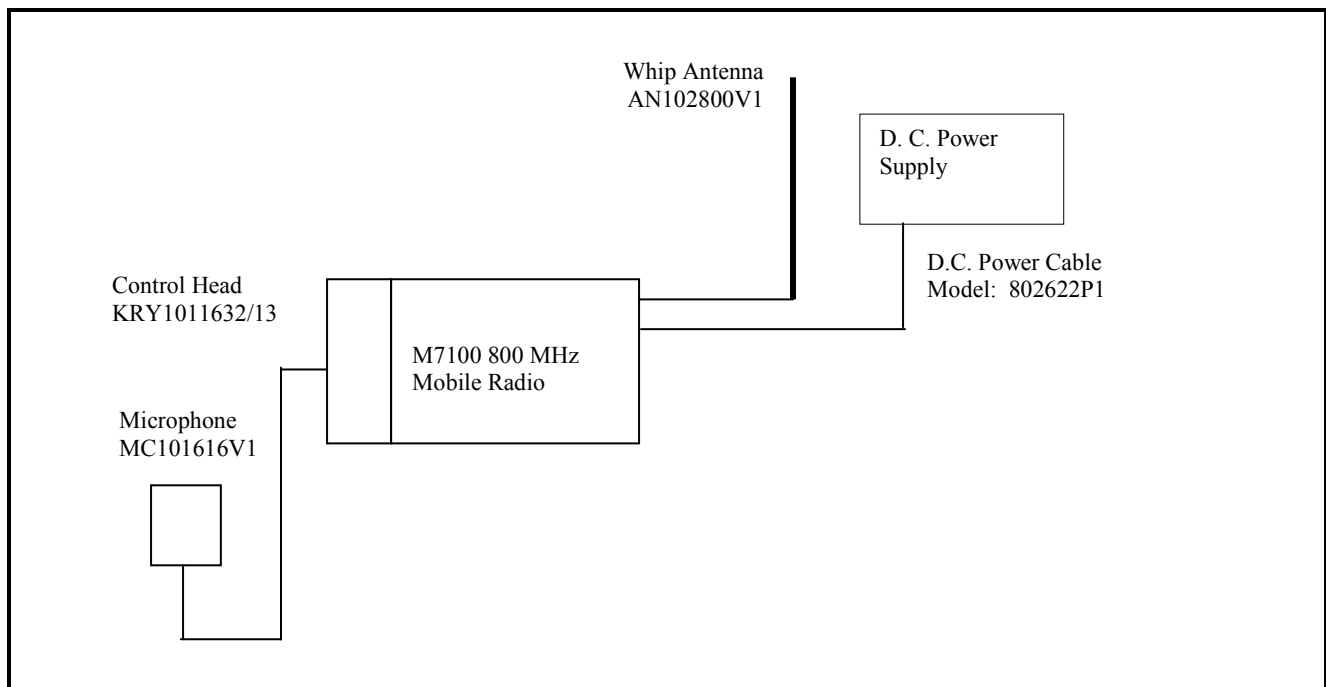 Whip Antenna
AN102800V1
D. C. Power
Supply
D.C. Power Cable
Model:  802622P1
Control Head
KRY1011632/13
M7100 800 MHz
Mobile Radio
Microphone
MC101616V1